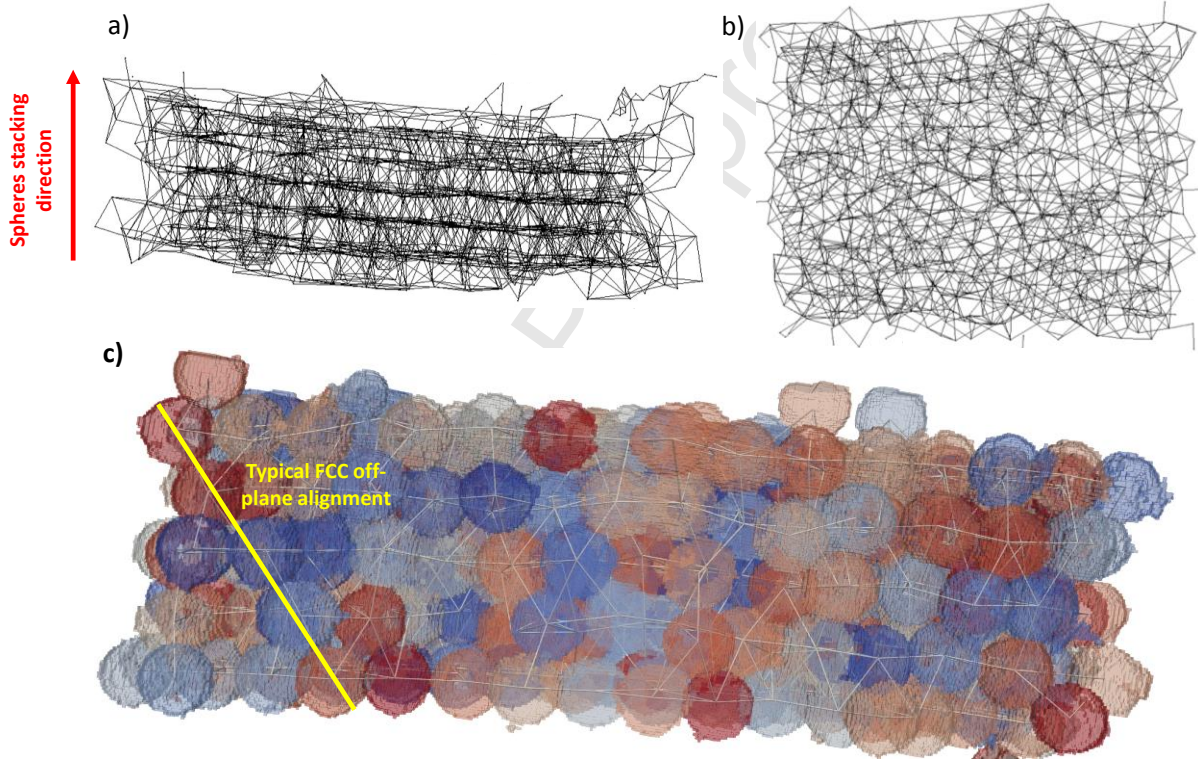 a)
b)
Spheres stacking
direction
c)
Typical FCC off-
plane alignment